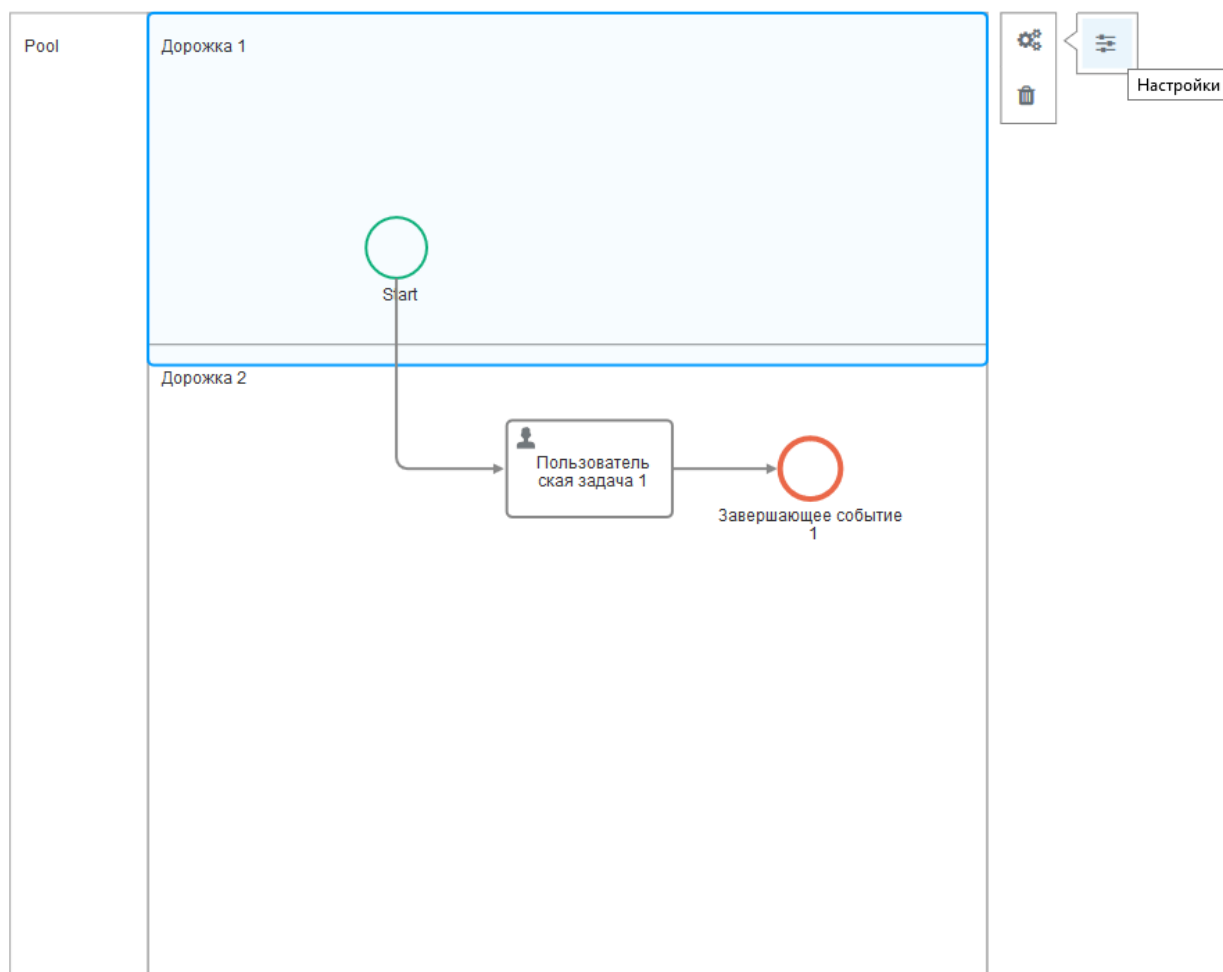 Pool
Дорожка 1
Настройки
Start
Дорожка 2
Пользователь
ская задача 1
Завершающее событие
1